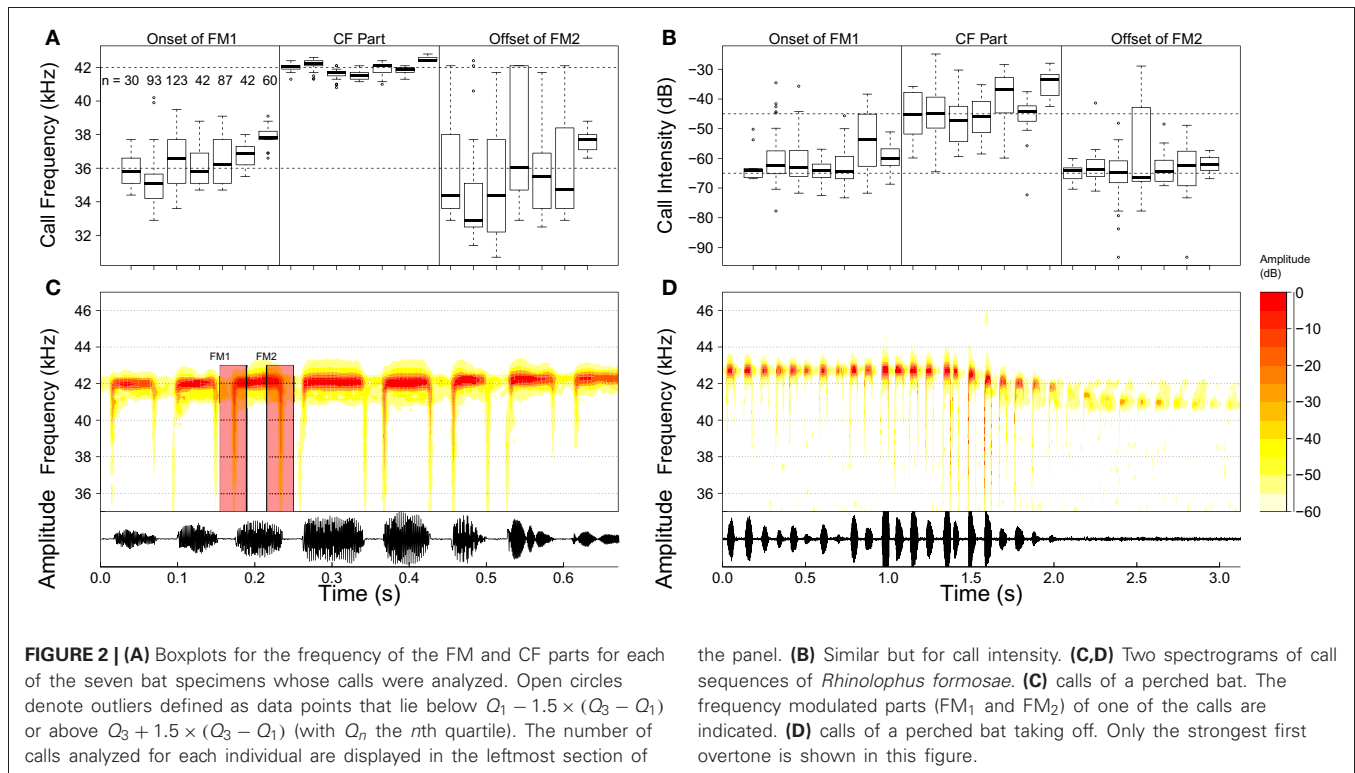 A
Onset of FM1
CF Part
Offset of FM2
n = 30 93 123 42 87 42 60
Call Frequency (kHz)
42
40
38
36
34
32
B
Onset of FM1
CF Part
Offset of FM2
Call Intensity (dB)
−30
−40
−50
−60
−70
−80
−90
C
Frequency (kHz)
46
44
42
40
38
36
FM1
FM2
Amplitude
0.0 0.1 0.2 0.3 0.4 0.5 0.6
Time (s)
D
Frequency (kHz)
46
44
42
40
38
36
Amplitude
0.0 0.5 1.0 1.5 2.0 2.5 3.0
Time (s)
Amplitude
(dB)
0
−10
−20
−30
−40
−50
−60
FIGURE 2 | (A) Boxplots for the frequency of the FM and CF parts for each
of the seven bat specimens whose calls were analyzed. Open circles
denote outliers defined as data points that lie below Q1 − 1.5 × (Q3 − Q1)
or above Q3 + 1.5 × (Q3 − Q1) (with Qn the nth quartile). The number of
calls analyzed for each individual are displayed in the leftmost section of
the panel. (B) Similar but for call intensity. (C,D) Two spectrograms of call
sequences of Rhinolophus formosae. (C) calls of a perched bat. The
frequency modulated parts (FM1 and FM2) of one of the calls are
indicated. (D) calls of a perched bat taking off. Only the strongest first
overtone is shown in this figure.